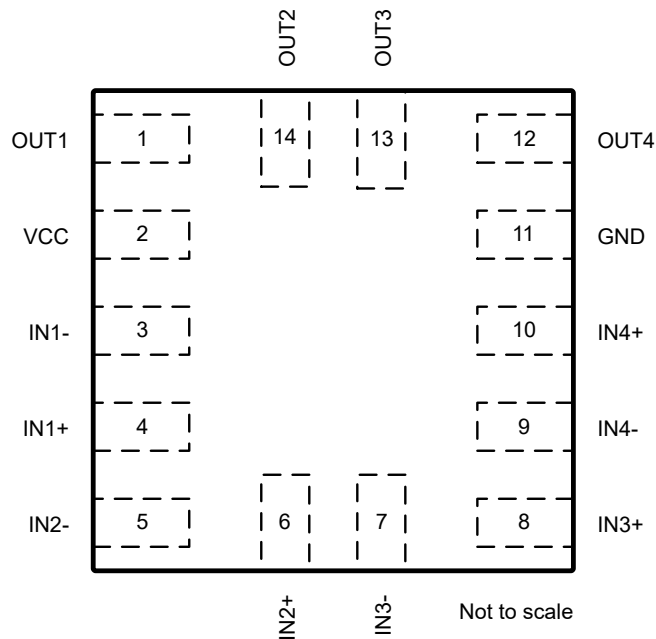 OUT2 OUT3
OUT1 1 14 13 12 OUT4
VCC 2 11 GND
IN1- 3 10 IN4+
IN1+ 4 9 IN4-
IN2- 5 6 7 8 IN3+
IN2+ IN3- Not to scale